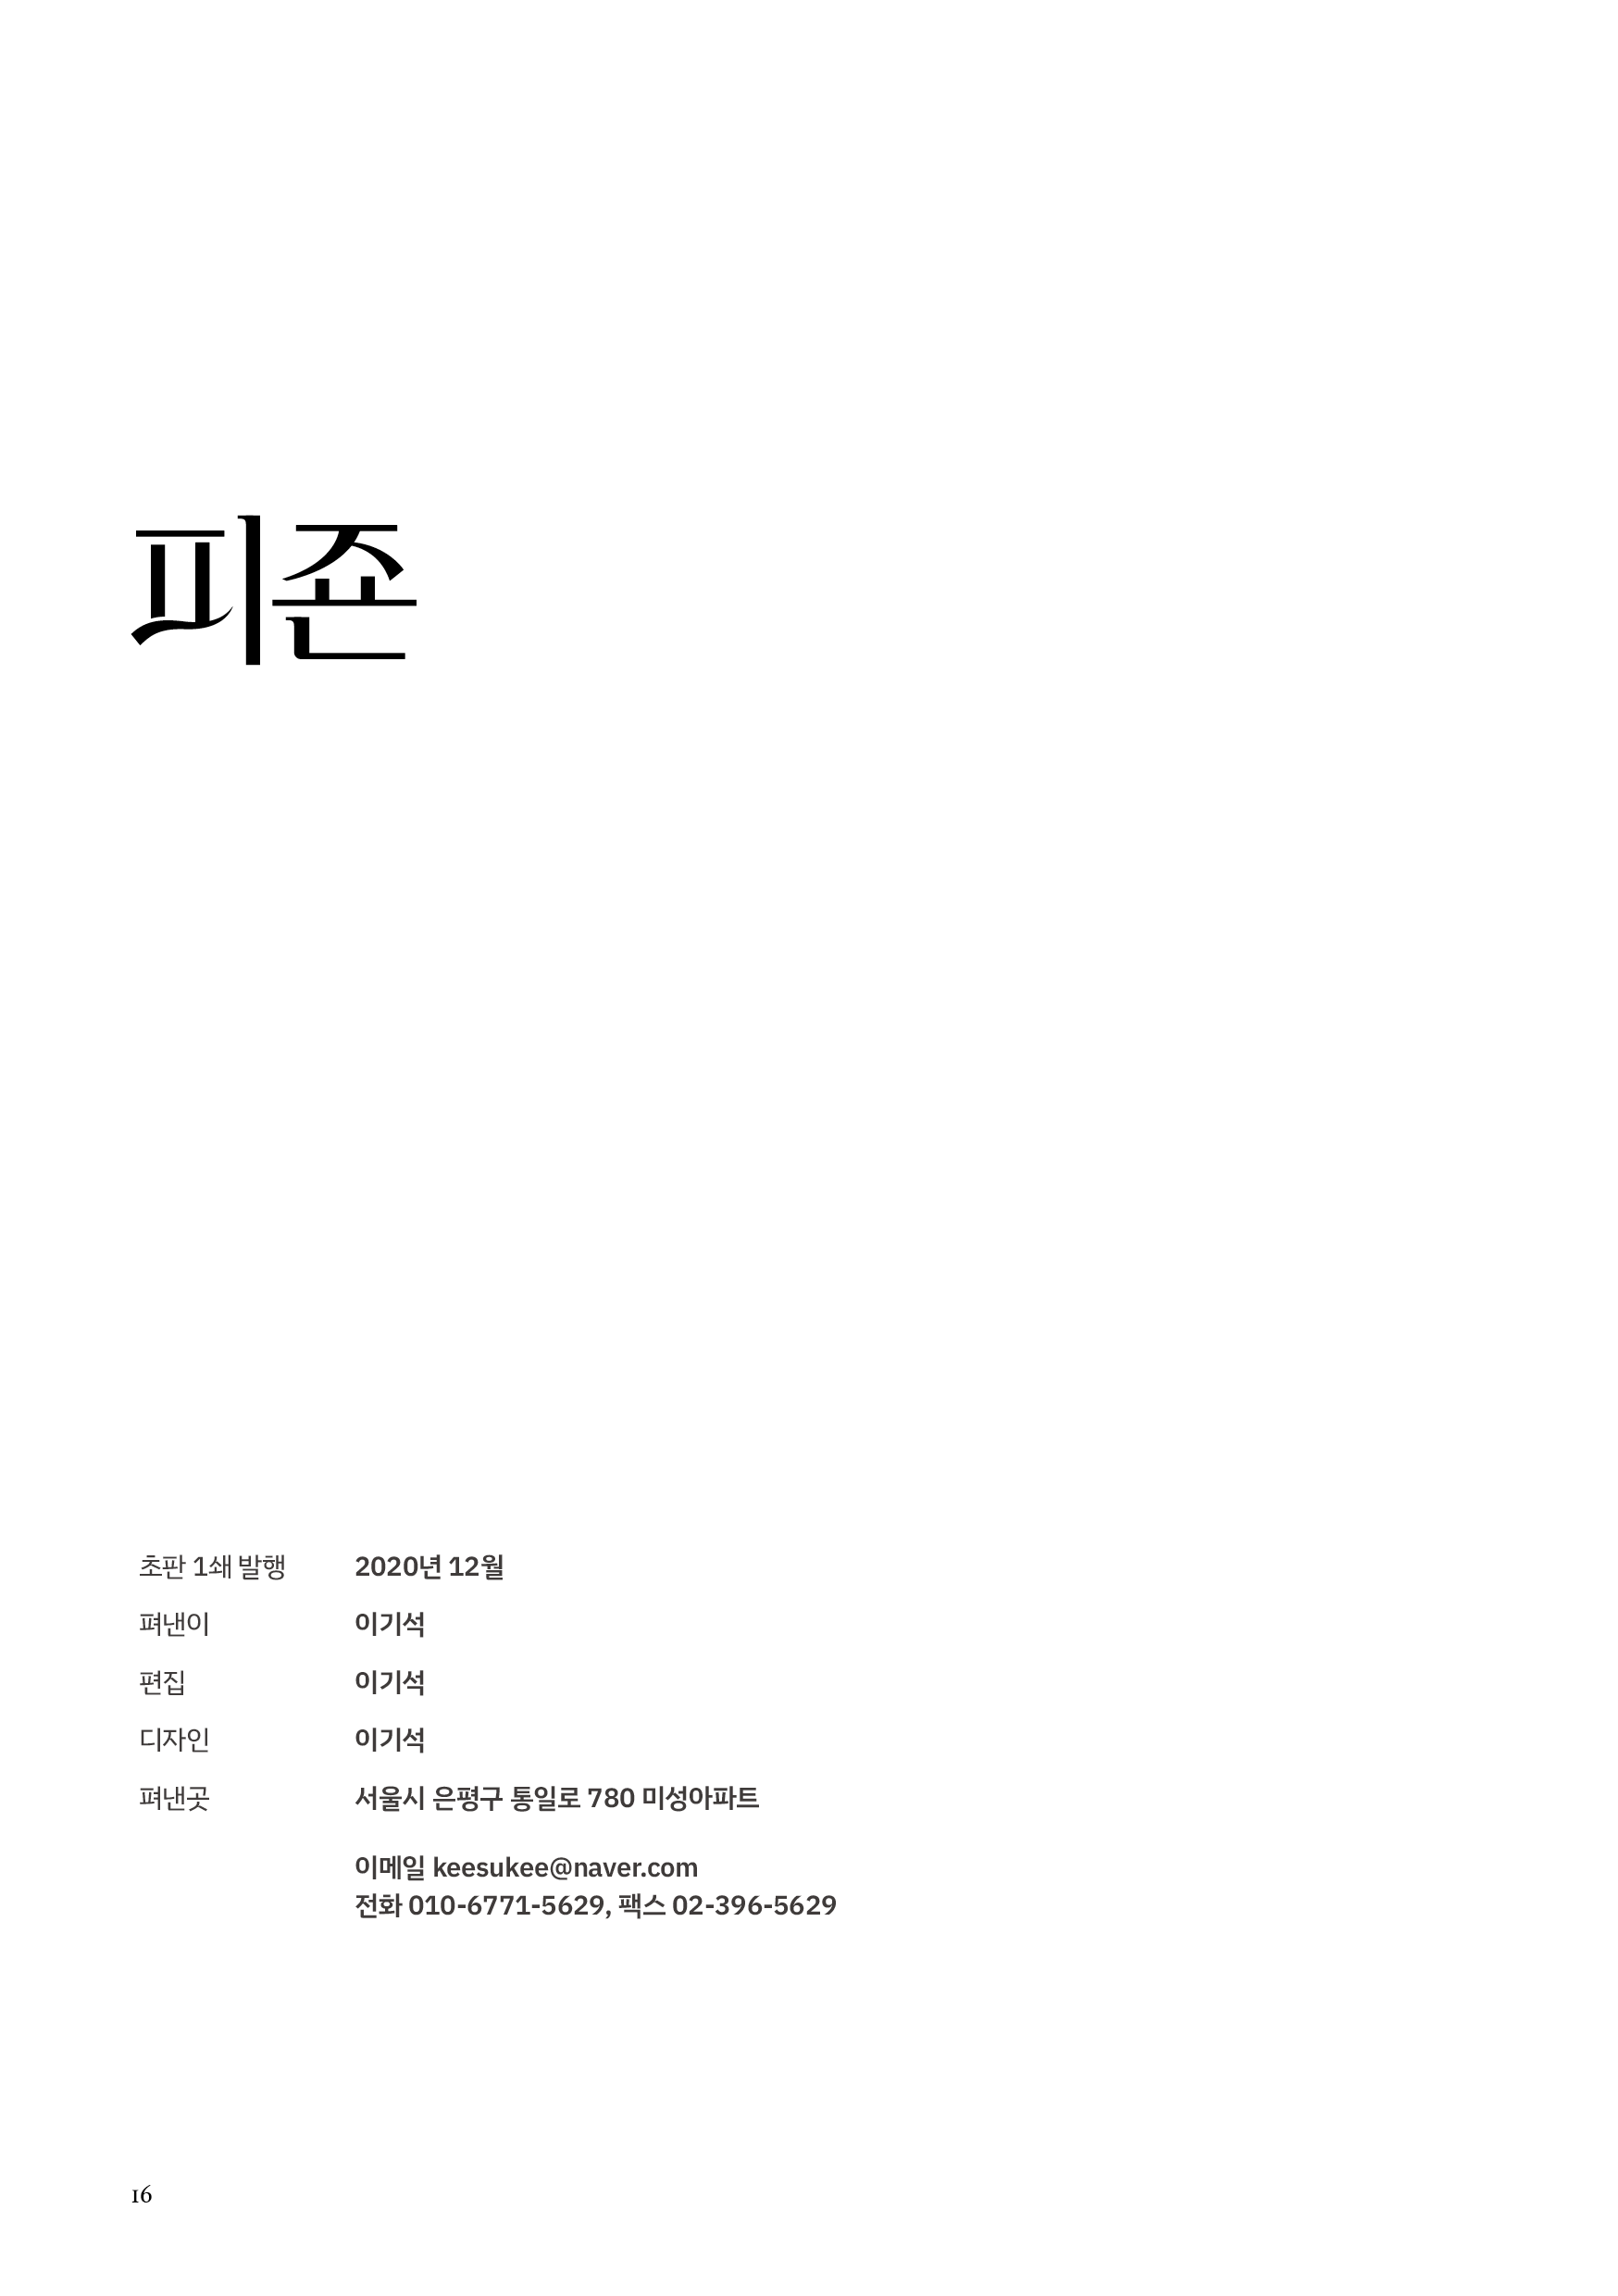 피죤
초판 1쇄 발행 2020년 12월
펴낸이 이기석
편집 이기석
디자인 이기석
펴낸곳 서울시 은평구 통일로 780 미성아파트
이메일 keesukee@naver.com
전화 010-6771-5629, 팩스 02-396-5629
16